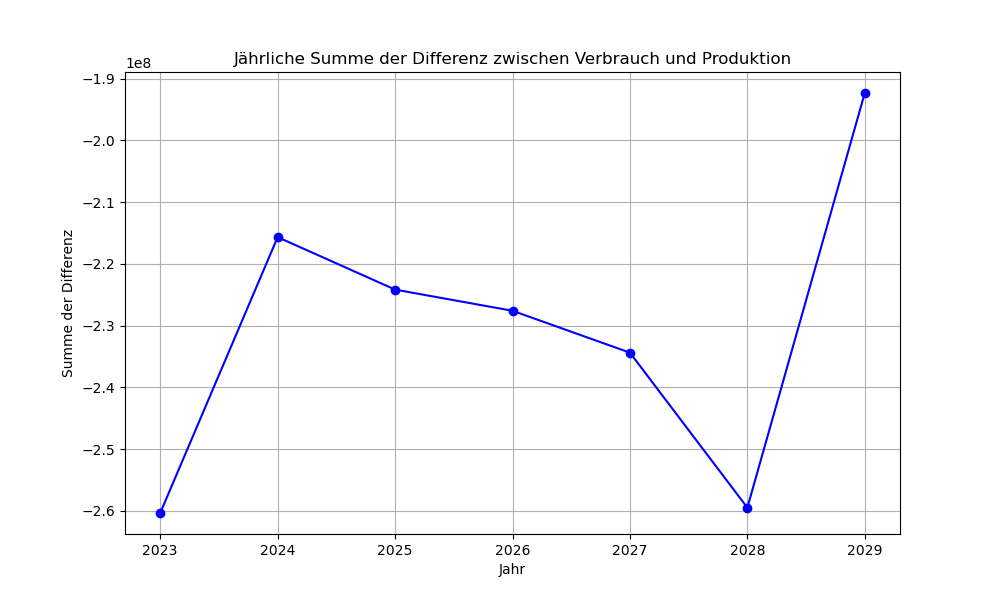 Jährliche Summe der Differenz zwischen Verbrauch und Produktion
1e8
−1.9
−2.0
−2.1
−2.2
−2.3
−2.4
−2.5
−2.6
Summe der Differenz
2023 2024 2025 2026 2027 2028 2029
Jahr